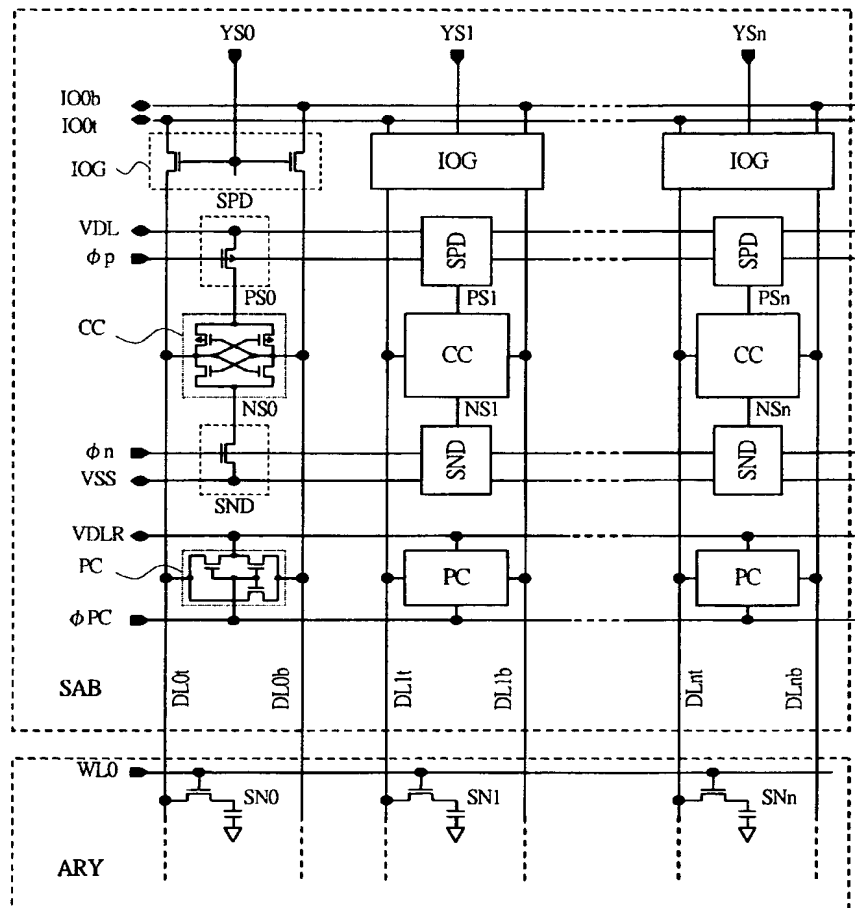 YS0 YS1 YSn
IO0b
IO0t
IOG IOG IOG
SPD
VDL SPD SPD
ϕp
PS0 PS1 PSn
CC CC CC
NS0 NS1 NSn
ϕn SND SND
VSS
SND
VDLR
PC PC PC
ϕPC
DL0t DL0b DL1t DL1b DLnt DLnb
SAB
WL0
SN0 SN1 SNn
ARY